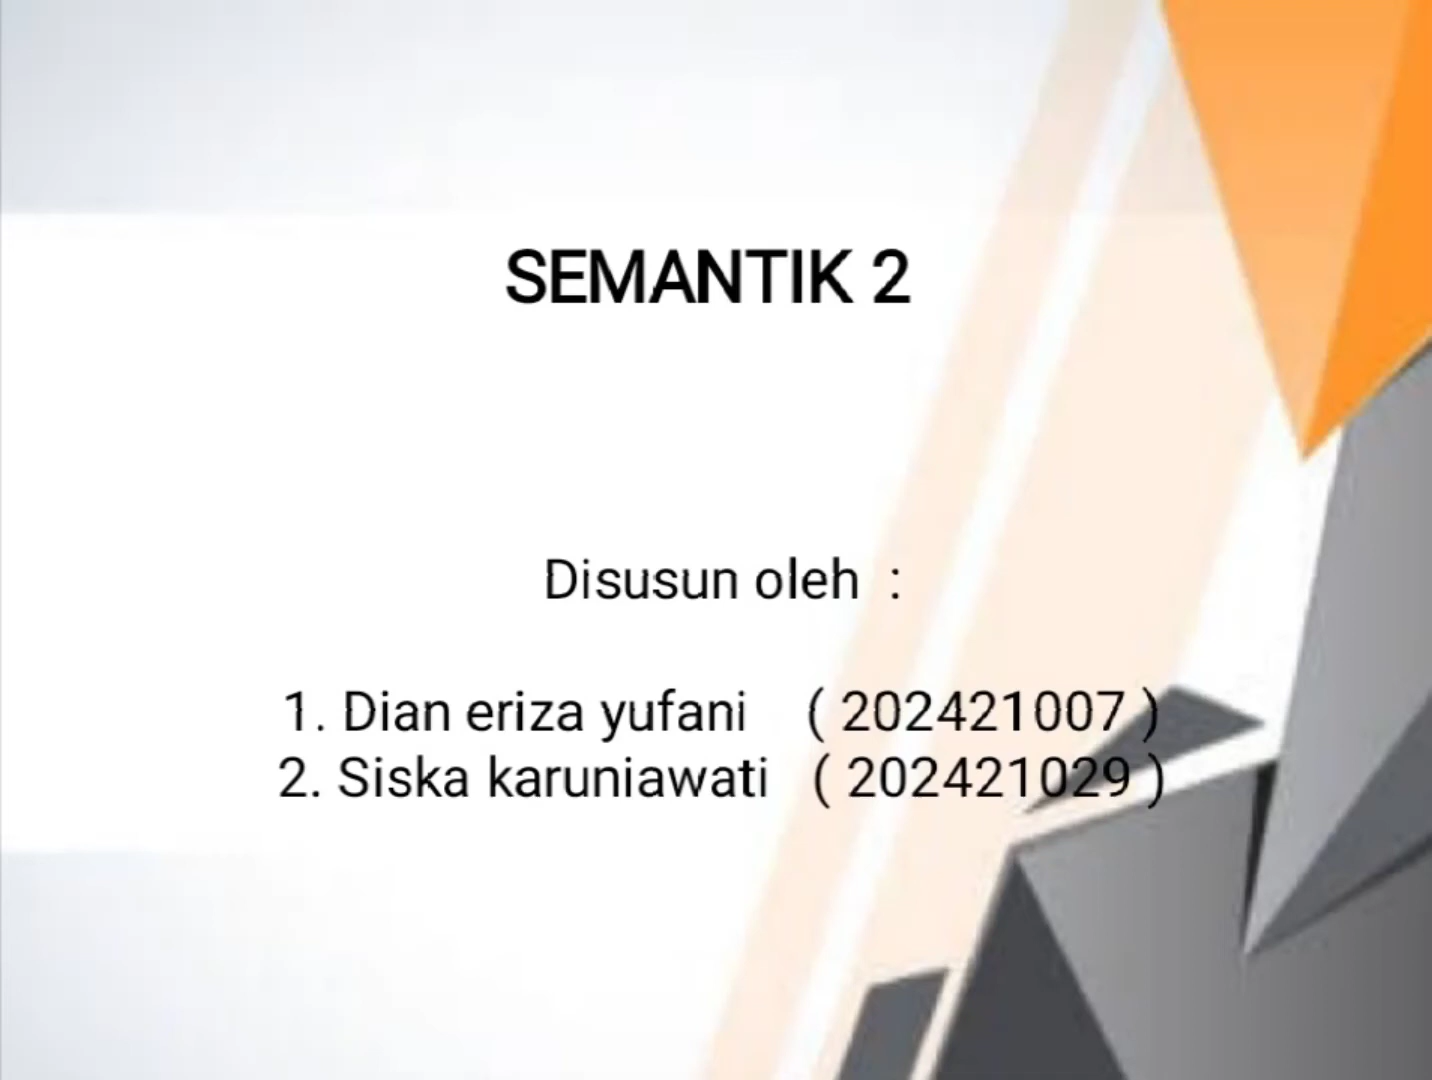 SEMANTIK 2
Disusun oleh :
1. Dian eriza yufani ( 202421007 )
2. Siska karuniawati ( 202421029 )